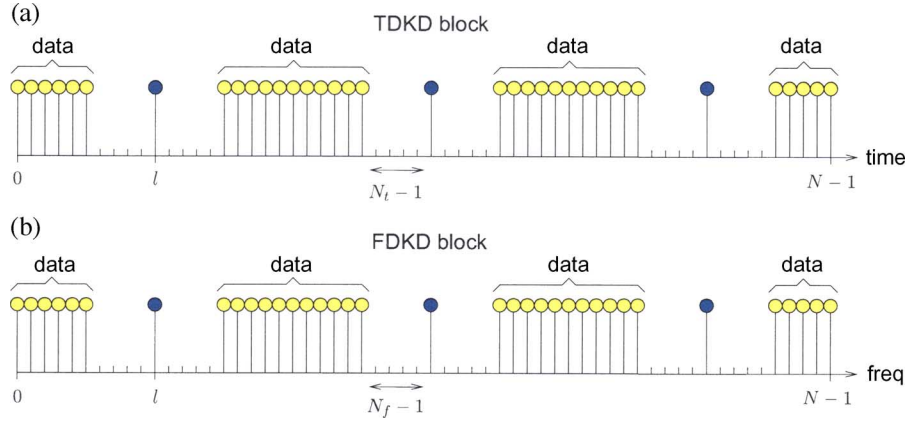 (a)
TDKD block
data data data data
time
0 l N_t − 1 N − 1
(b)
FDKD block
data data data data
freq
0 l N_f − 1 N − 1